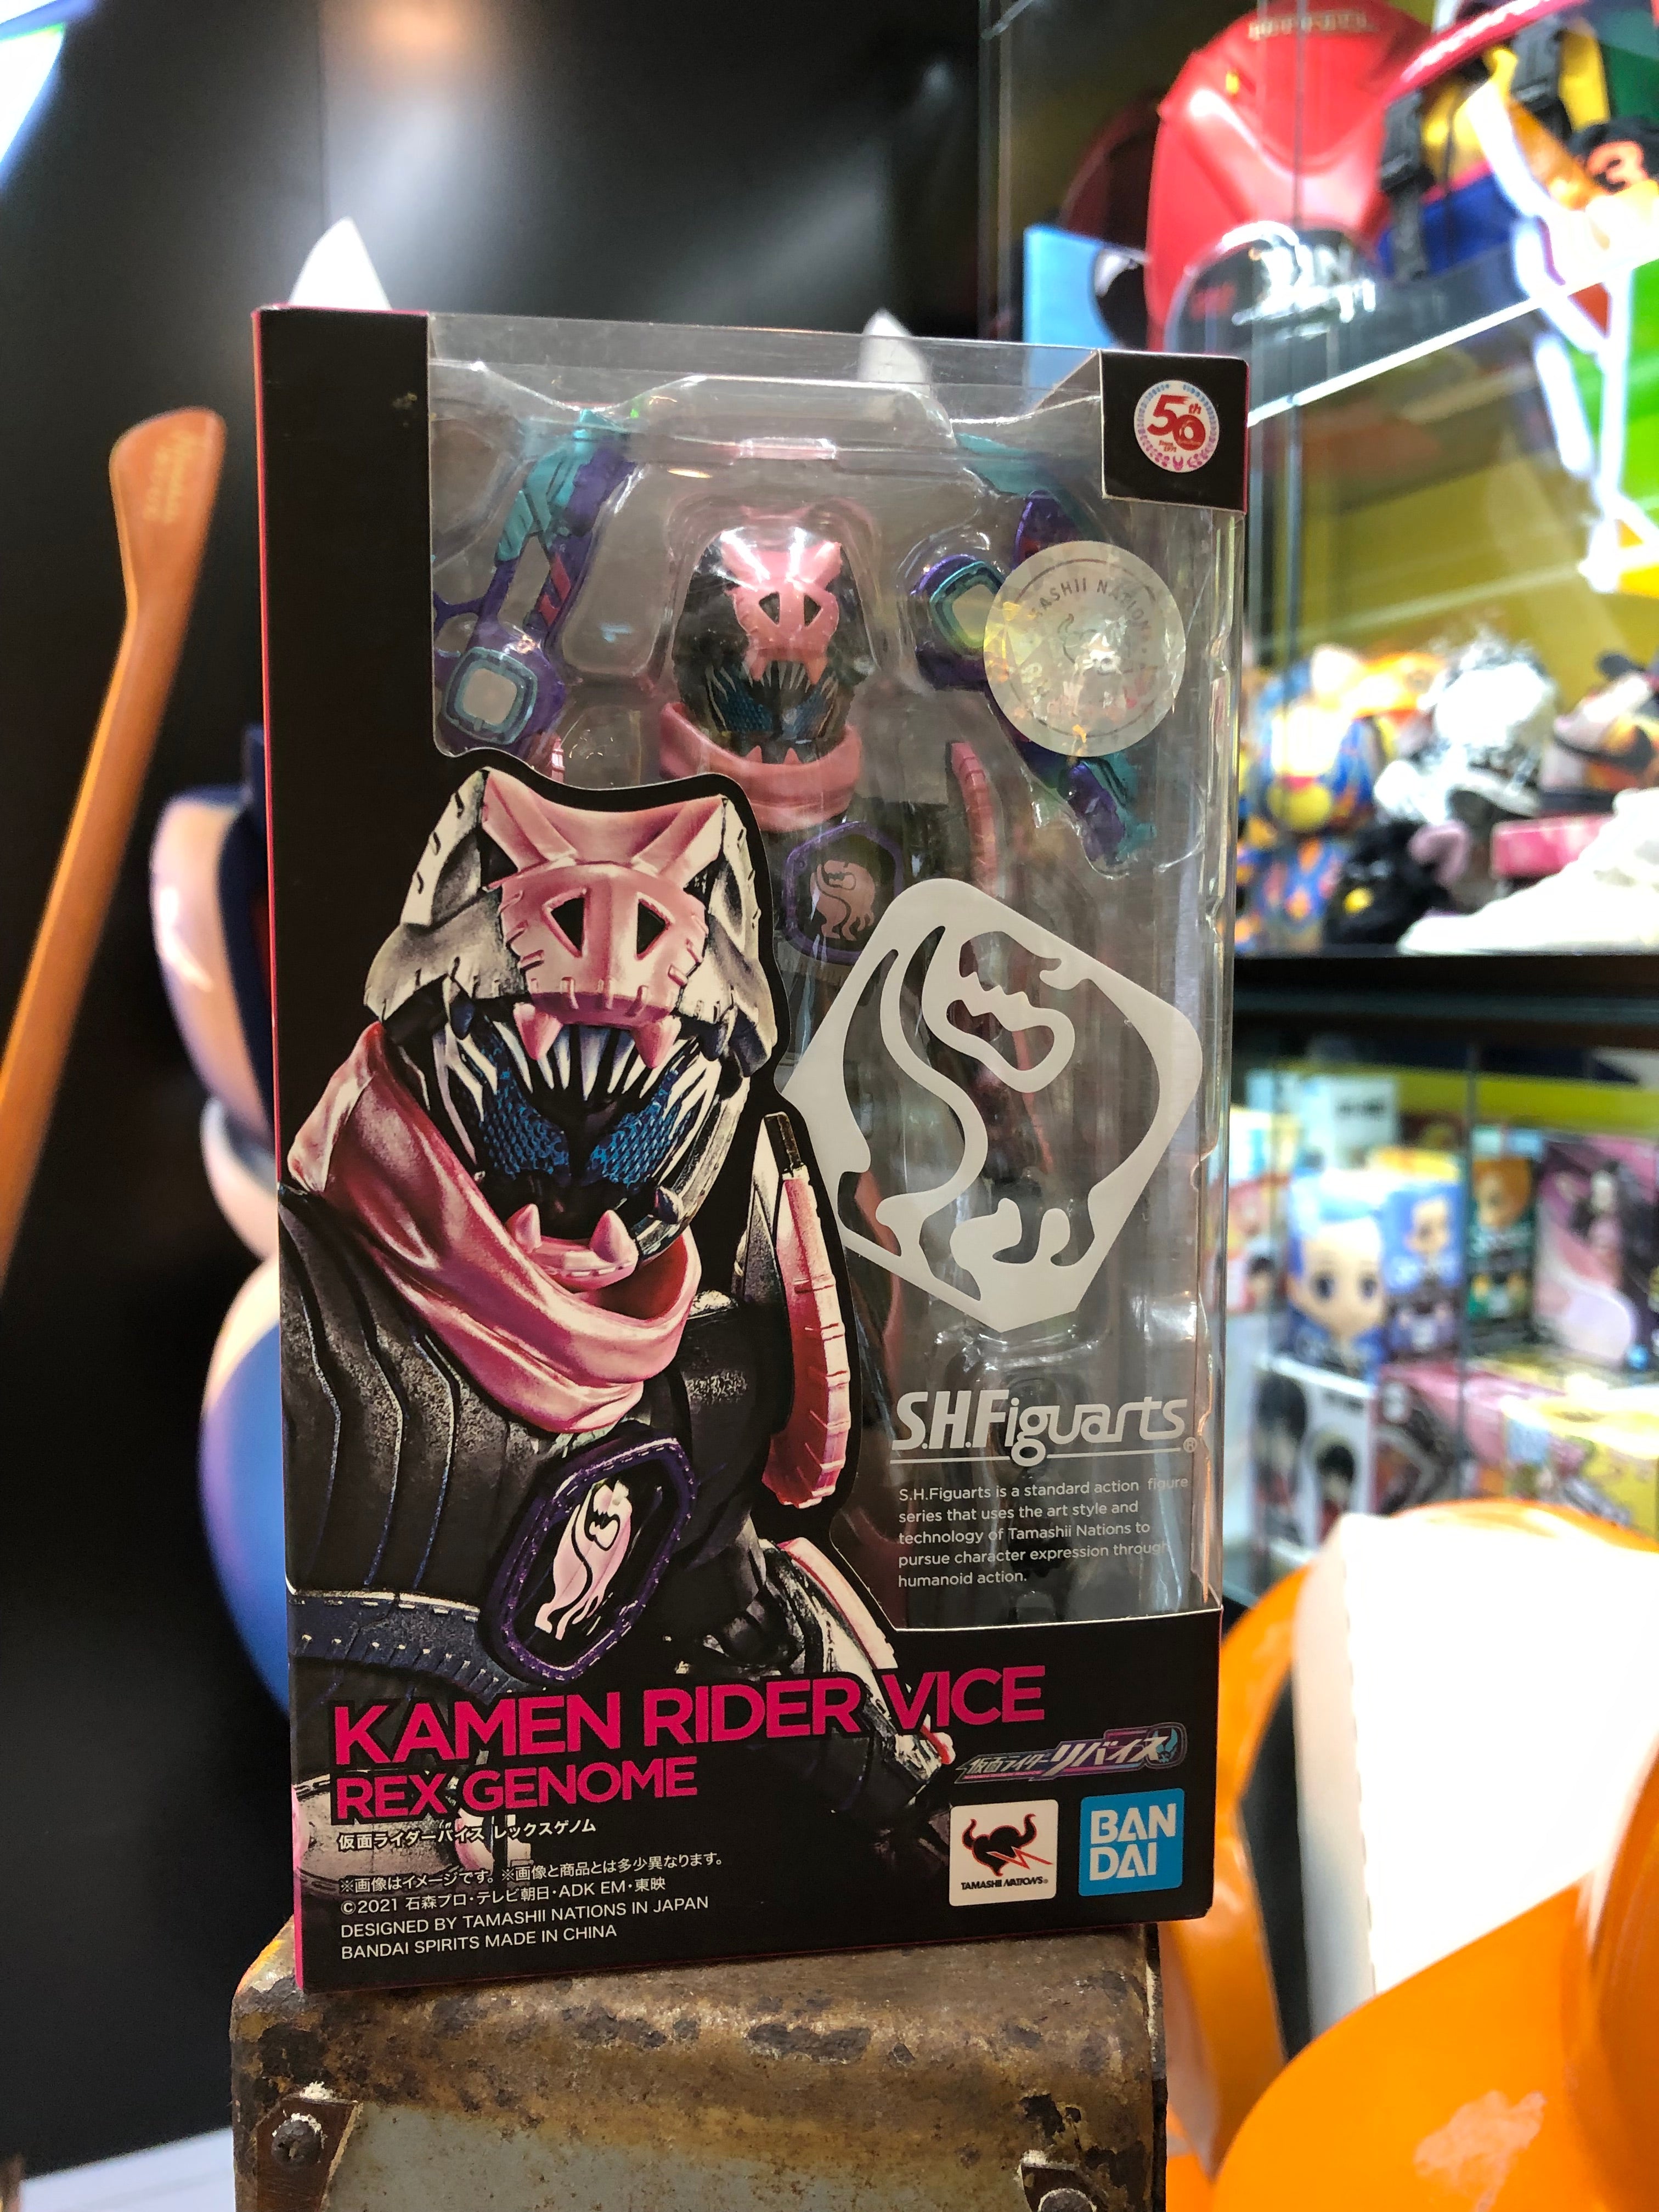 50th
TAMASHII NATIONS
S.H.Figuarts®
S.H.Figuarts is a standard action figure
series that uses the art style and
technology of Tamashii Nations to
pursue character expression through
humanoid action.
KAMEN RIDER VICE
REX GENOME
仮面ライダーバイス レックスゲノム
仮面ライダーリバイス
※画像はイメージです。※画像と商品とは多少異なります。
©2021 石森プロ・テレビ朝日・ADK EM・東映
DESIGNED BY TAMASHII NATIONS IN JAPAN
BANDAI SPIRITS MADE IN CHINA
TAMASHII NATIONS®
BAN
DAI